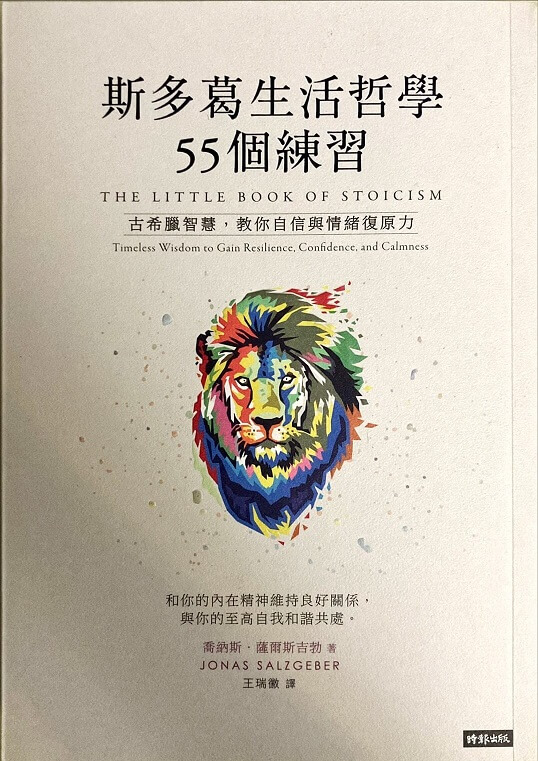 斯多葛生活哲學
55個練習
THE LITTLE BOOK OF STOICISM
古希臘智慧，教你自信與情緒復原力
Timeless Wisdom to Gain Resilience, Confidence, and Calmness
和你的內在精神維持良好關係，
與你的至高自我和諧共處。
喬納斯・薩爾斯吉勃 著
JONAS SALZGEBER
王瑞徽 譯
時報出版